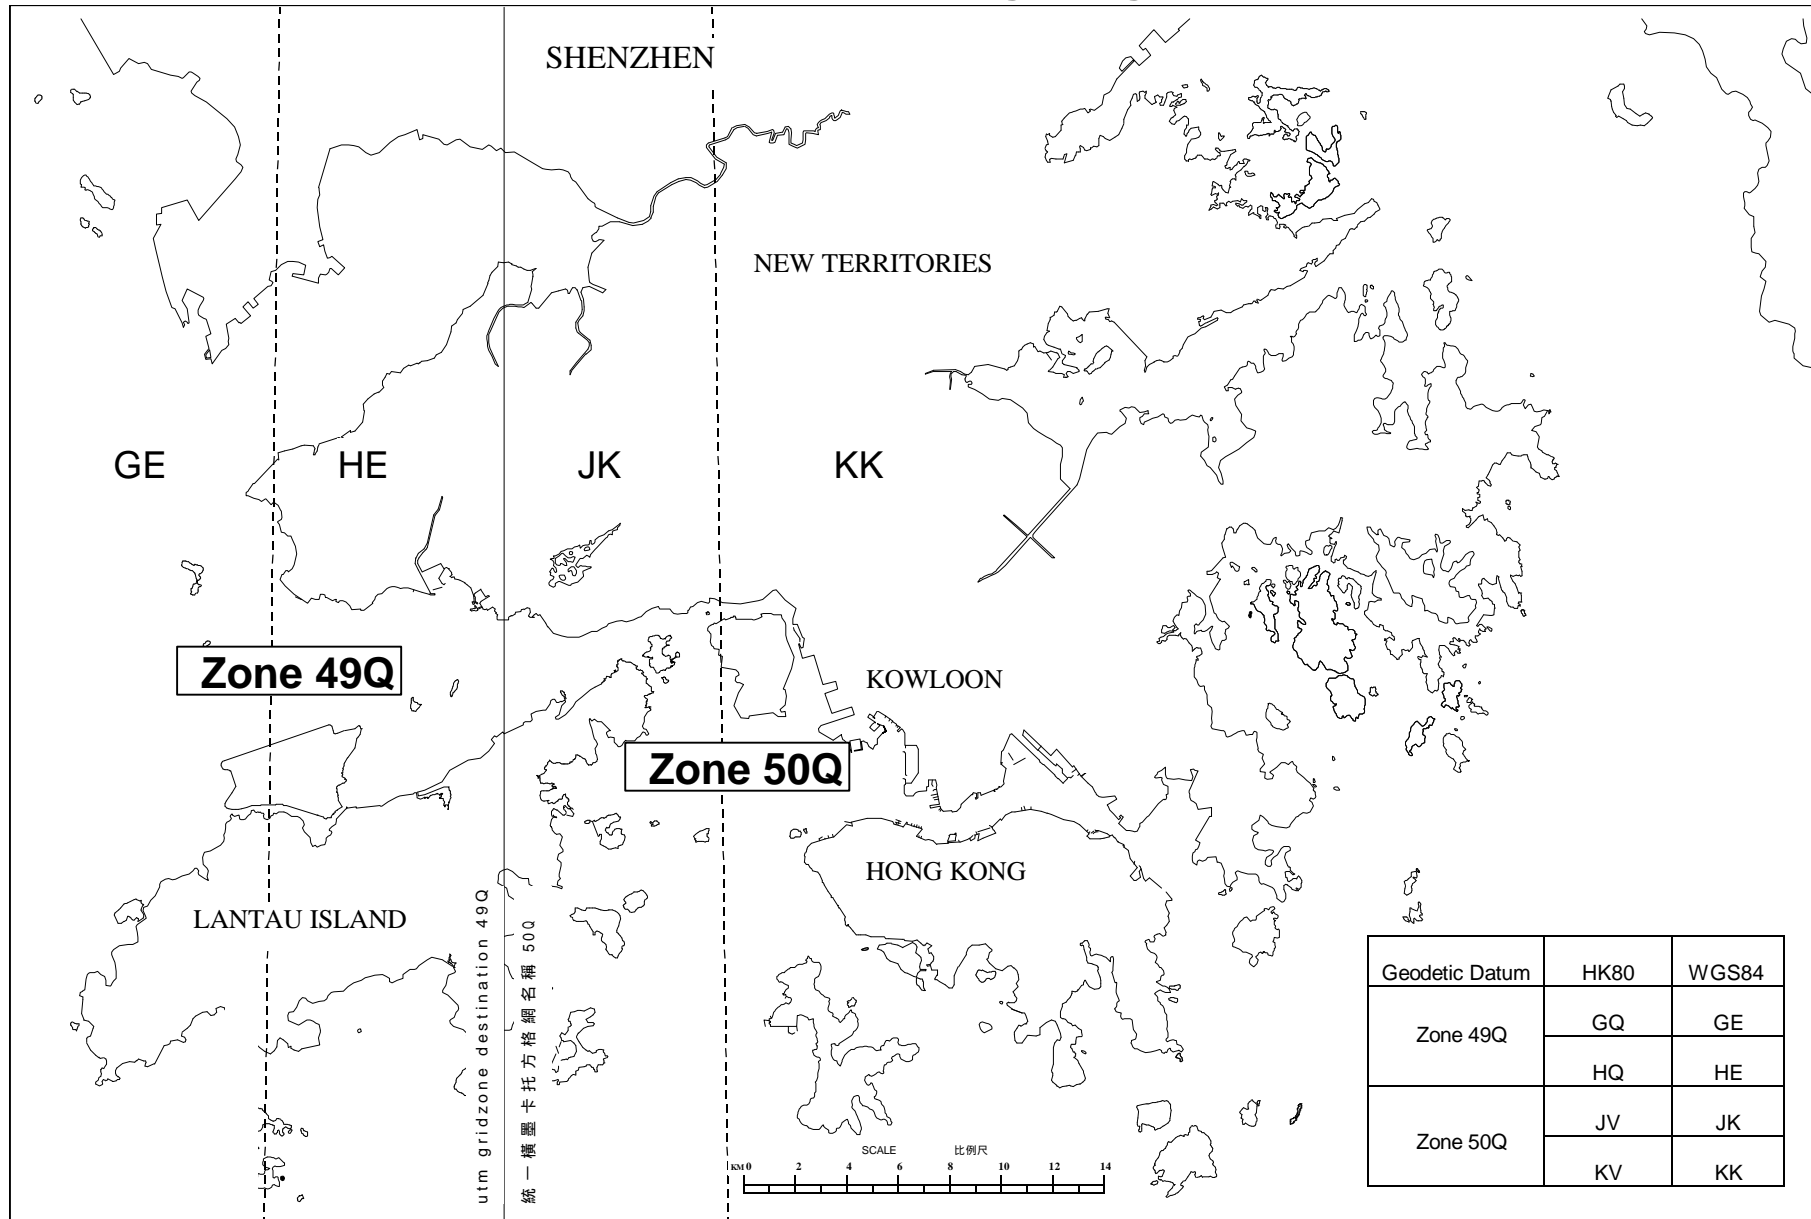 SHENZHEN
NEW TERRITORIES
GE
HE
JK
KK
Zone 49Q
KOWLOON
Zone 50Q
HONG KONG
LANTAU ISLAND
utm gridzone destination 49Q
統一橫墨卡托方格網名稱 50Q
SCALE 比例尺
KM 0 2 4 6 8 10 12 14
Geodetic Datum HK80 WGS84
Zone 49Q
GQ GE
HQ HE
Zone 50Q
JV JK
KV KK